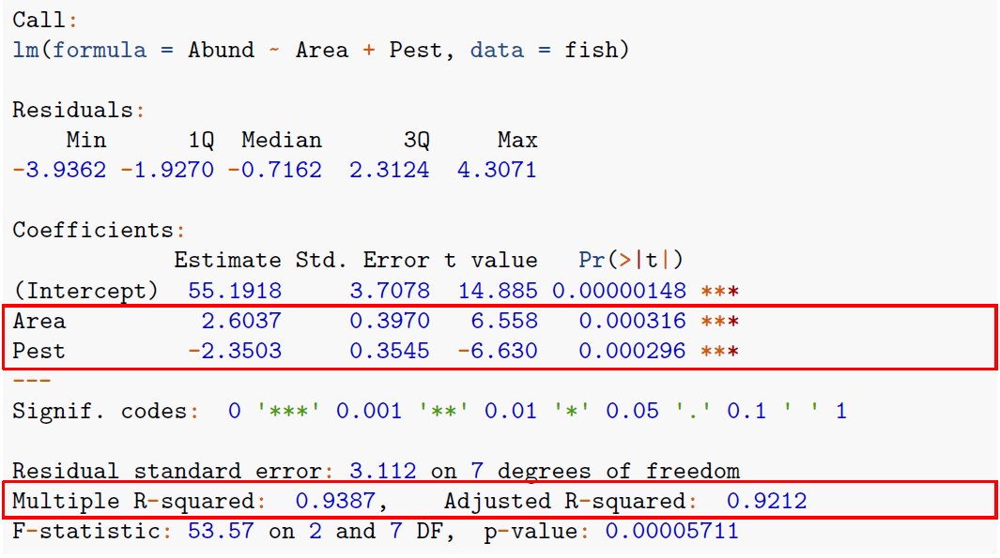 Call:
lm(formula = Abund ~ Area + Pest, data = fish)
Residuals:
Min 1Q Median 3Q Max
-3.9362 -1.9270 -0.7162 2.3124 4.3071
Coefficients:
Estimate Std. Error t value Pr(>|t|)
(Intercept) 55.1918 3.7078 14.885 0.00000148 ***
Area 2.6037 0.3970 6.558 0.000316 ***
Pest -2.3503 0.3545 -6.630 0.000296 ***
---
Signif. codes: 0 '***' 0.001 '**' 0.01 '*' 0.05 '.' 0.1 ' ' 1
Residual standard error: 3.112 on 7 degrees of freedom
Multiple R-squared: 0.9387, Adjusted R-squared: 0.9212
F-statistic: 53.57 on 2 and 7 DF, p-value: 0.00005711